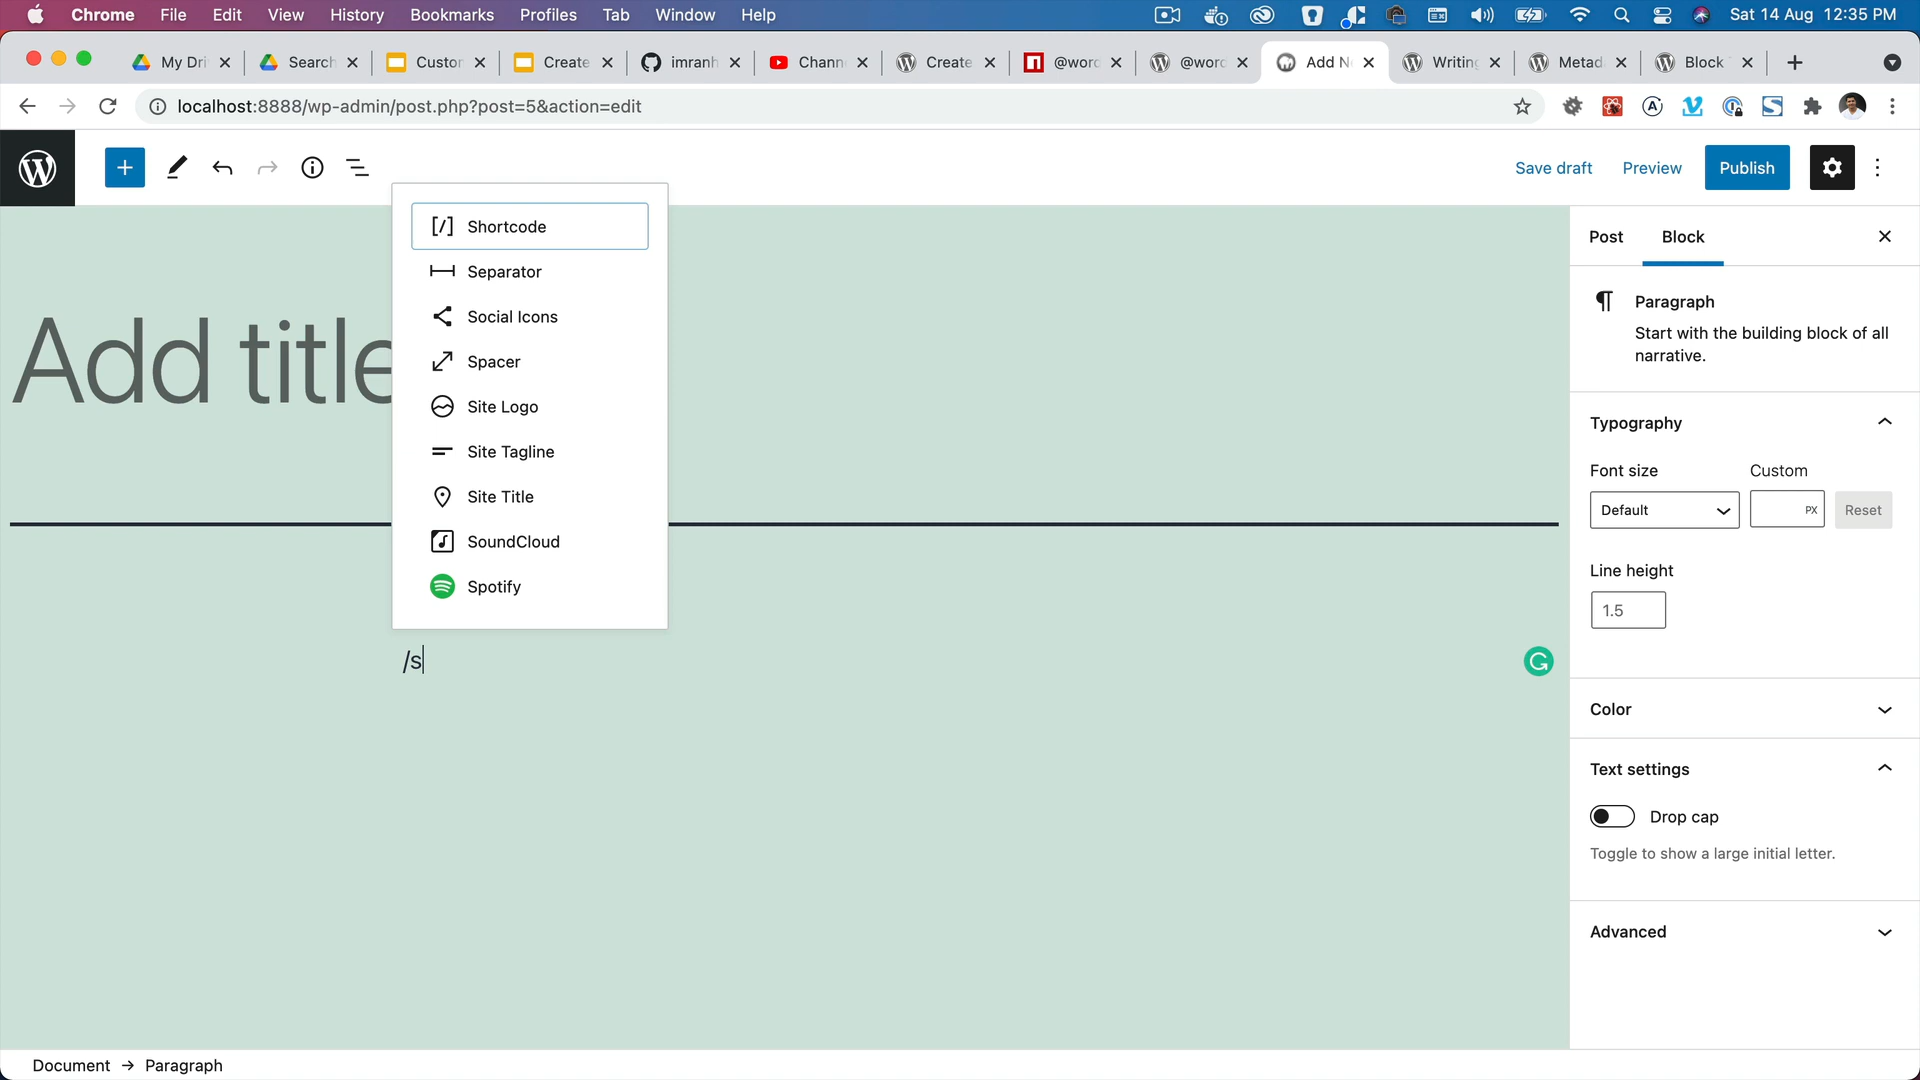 Chrome File Edit View History Bookmarks Profiles Tab Window Help Sat 14 Aug 12:35 PM
My Dri Search Custor Create imranh Chann Create @worc @worc Add N Writing Metad Block
localhost:8888/wp-admin/post.php?post=5&action=edit
Save draft Preview Publish
Shortcode
Separator
Social Icons
Spacer
Site Logo
Site Tagline
Site Title
SoundCloud
Spotify
Add title
/s
Post Block
Paragraph
Start with the building block of all
narrative.
Typography
Font size Custom
Default PX Reset
Line height
1.5
Color
Text settings
Drop cap
Toggle to show a large initial letter.
Advanced
Document → Paragraph